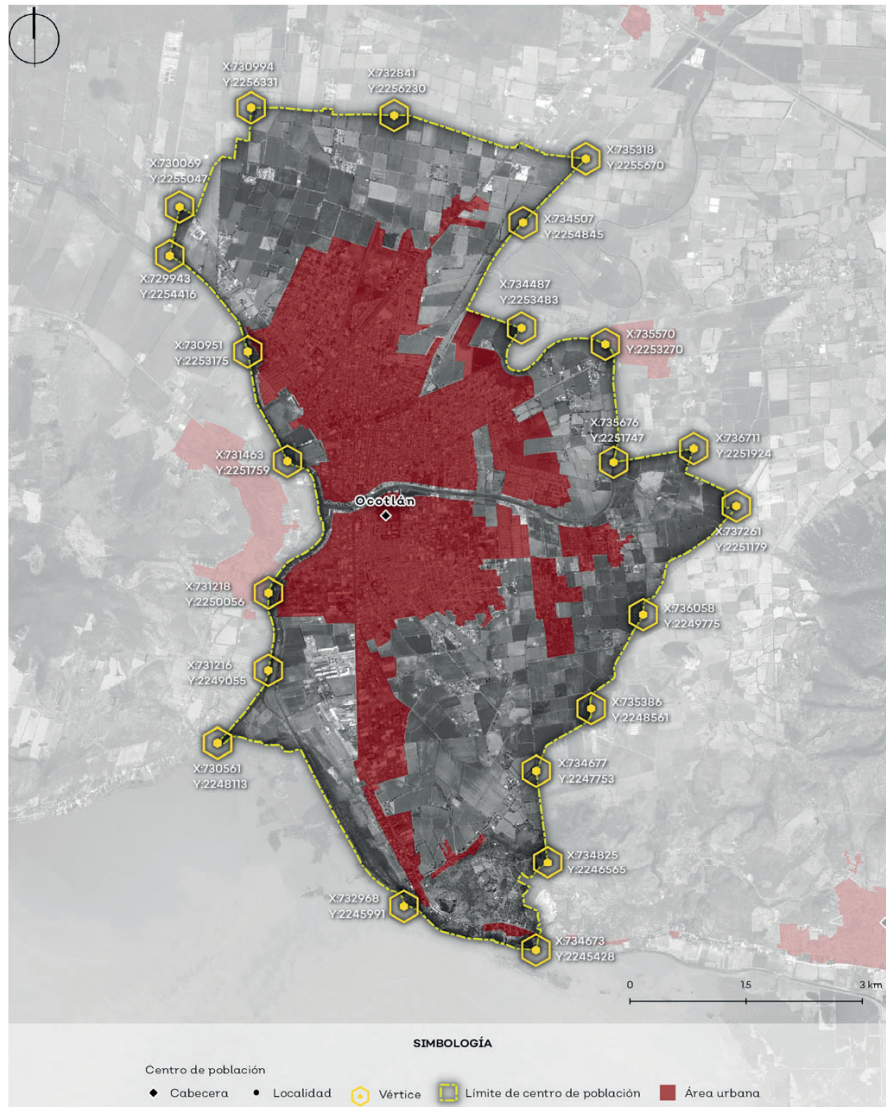 X:730994
Y:2256331
X:732841
Y:2256230
X:735318
Y:2255670
X:730069
Y:2255047
X:734507
Y:2254845
X:729943
Y:2254416
X:734487
Y:2253483
X:735570
Y:2253270
X:730951
Y:2253175
X:735676
Y:2251747
X:736711
Y:2251924
X:731463
Y:2251759
Ocotlán
X:737261
Y:2251179
X:731218
Y:2250056
X:736058
Y:2249775
X:731216
Y:2249055
X:735386
Y:2248561
X:730561
Y:2248113
X:734677
Y:2247753
X:734825
Y:2246565
X:732968
Y:2245991
X:734673
Y:2245428
0 1.5 3 km
SIMBOLOGÍA
Centro de población
Cabecera Localidad Vértice Límite de centro de población Área urbana